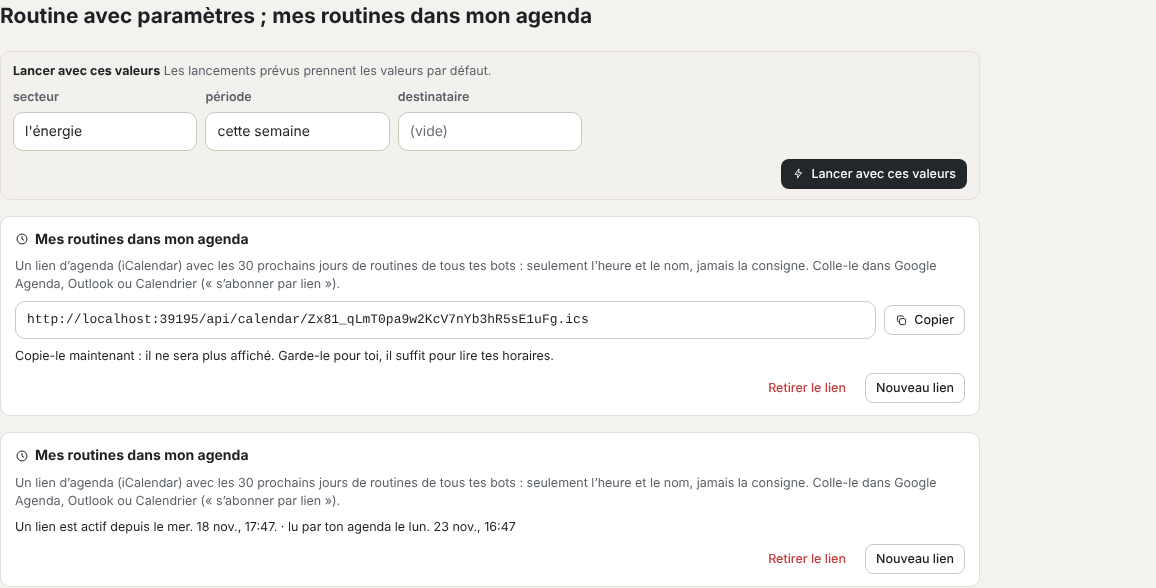 Routine avec paramètres ; mes routines dans mon agenda
Lancer avec ces valeurs Les lancements prévus prennent les valeurs par défaut.
secteur période destinataire
l'énergie cette semaine (vide)
Lancer avec ces valeurs
Mes routines dans mon agenda
Un lien d’agenda (iCalendar) avec les 30 prochains jours de routines de tous tes bots : seulement l’heure et le nom, jamais la consigne. Colle-le dans Google
Agenda, Outlook ou Calendrier (« s’abonner par lien »).
http://localhost:39195/api/calendar/Zx81_qLmT0pa9w2KcV7nYb3hR5sE1uFg.ics Copier
Copie-le maintenant : il ne sera plus affiché. Garde-le pour toi, il suffit pour lire tes horaires.
Retirer le lien Nouveau lien
Mes routines dans mon agenda
Un lien d’agenda (iCalendar) avec les 30 prochains jours de routines de tous tes bots : seulement l’heure et le nom, jamais la consigne. Colle-le dans Google
Agenda, Outlook ou Calendrier (« s’abonner par lien »).
Un lien est actif depuis le mer. 18 nov., 17:47. · lu par ton agenda le lun. 23 nov., 16:47
Retirer le lien Nouveau lien